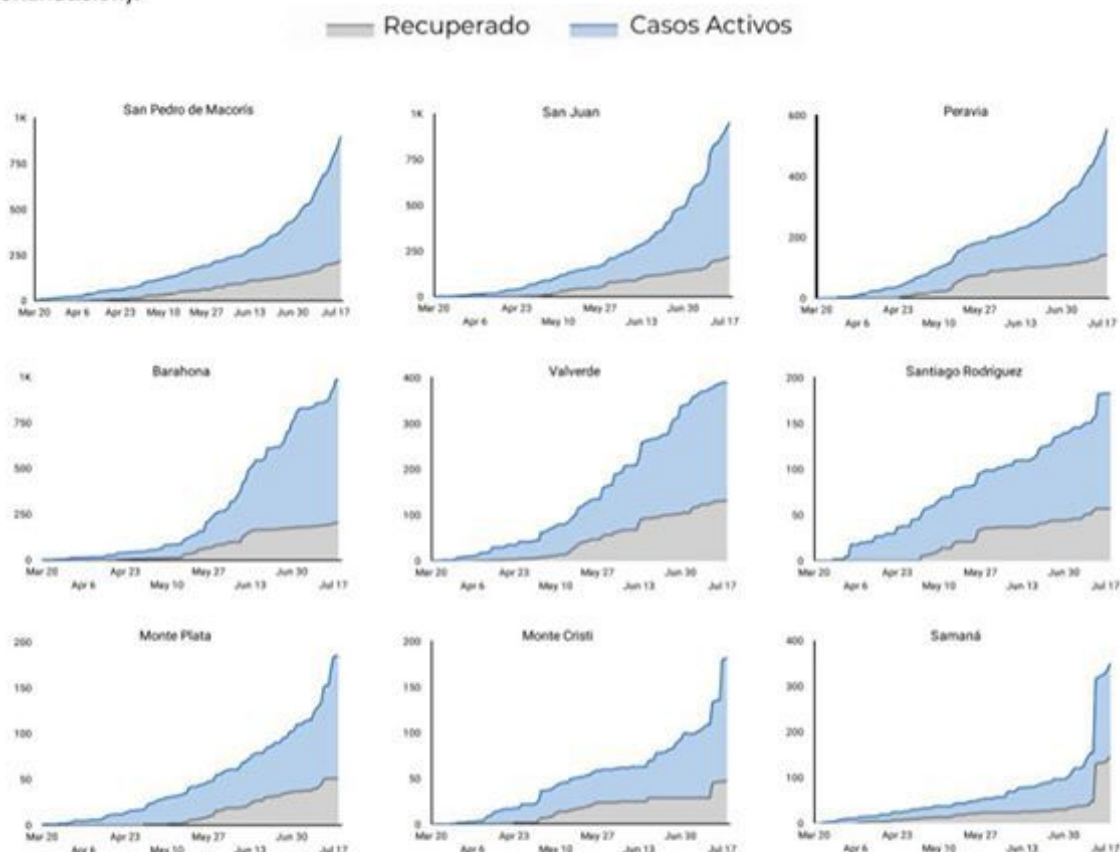 Recuperado Casos Activos
San Pedro de Macorís San Juan Peravia
1K 1K 600
750 750
400
500 500
200
250 250
0 0 0
Mar 20 Apr 6 Apr 23 May 10 May 27 Jun 13 Jun 30 Jul 17
Mar 20 Apr 6 Apr 23 May 10 May 27 Jun 13 Jun 30 Jul 17
Mar 20 Apr 6 Apr 23 May 10 May 27 Jun 13 Jun 30 Jul 17
Barahona Valverde Santiago Rodríguez
1K 400 200
750 300 150
500 200 100
250 100 50
0 0 0
Mar 20 Apr 6 Apr 23 May 10 May 27 Jun 13 Jun 30 Jul 17
Mar 20 Apr 6 Apr 23 May 10 May 27 Jun 13 Jun 30 Jul 17
Mar 20 Apr 6 Apr 23 May 10 May 27 Jun 13 Jun 30 Jul 17
Monte Plata Monte Cristi Samaná
200 200 400
150 150 300
100 100 200
50 50 100
0 0 0
Mar 20 Apr 6 Apr 23 May 10 May 27 Jun 13 Jun 30 Jul 17
Mar 20 Apr 6 Apr 23 May 10 May 27 Jun 13 Jun 30 Jul 17
Mar 20 Apr 6 Apr 23 May 10 May 27 Jun 13 Jun 30 Jul 17